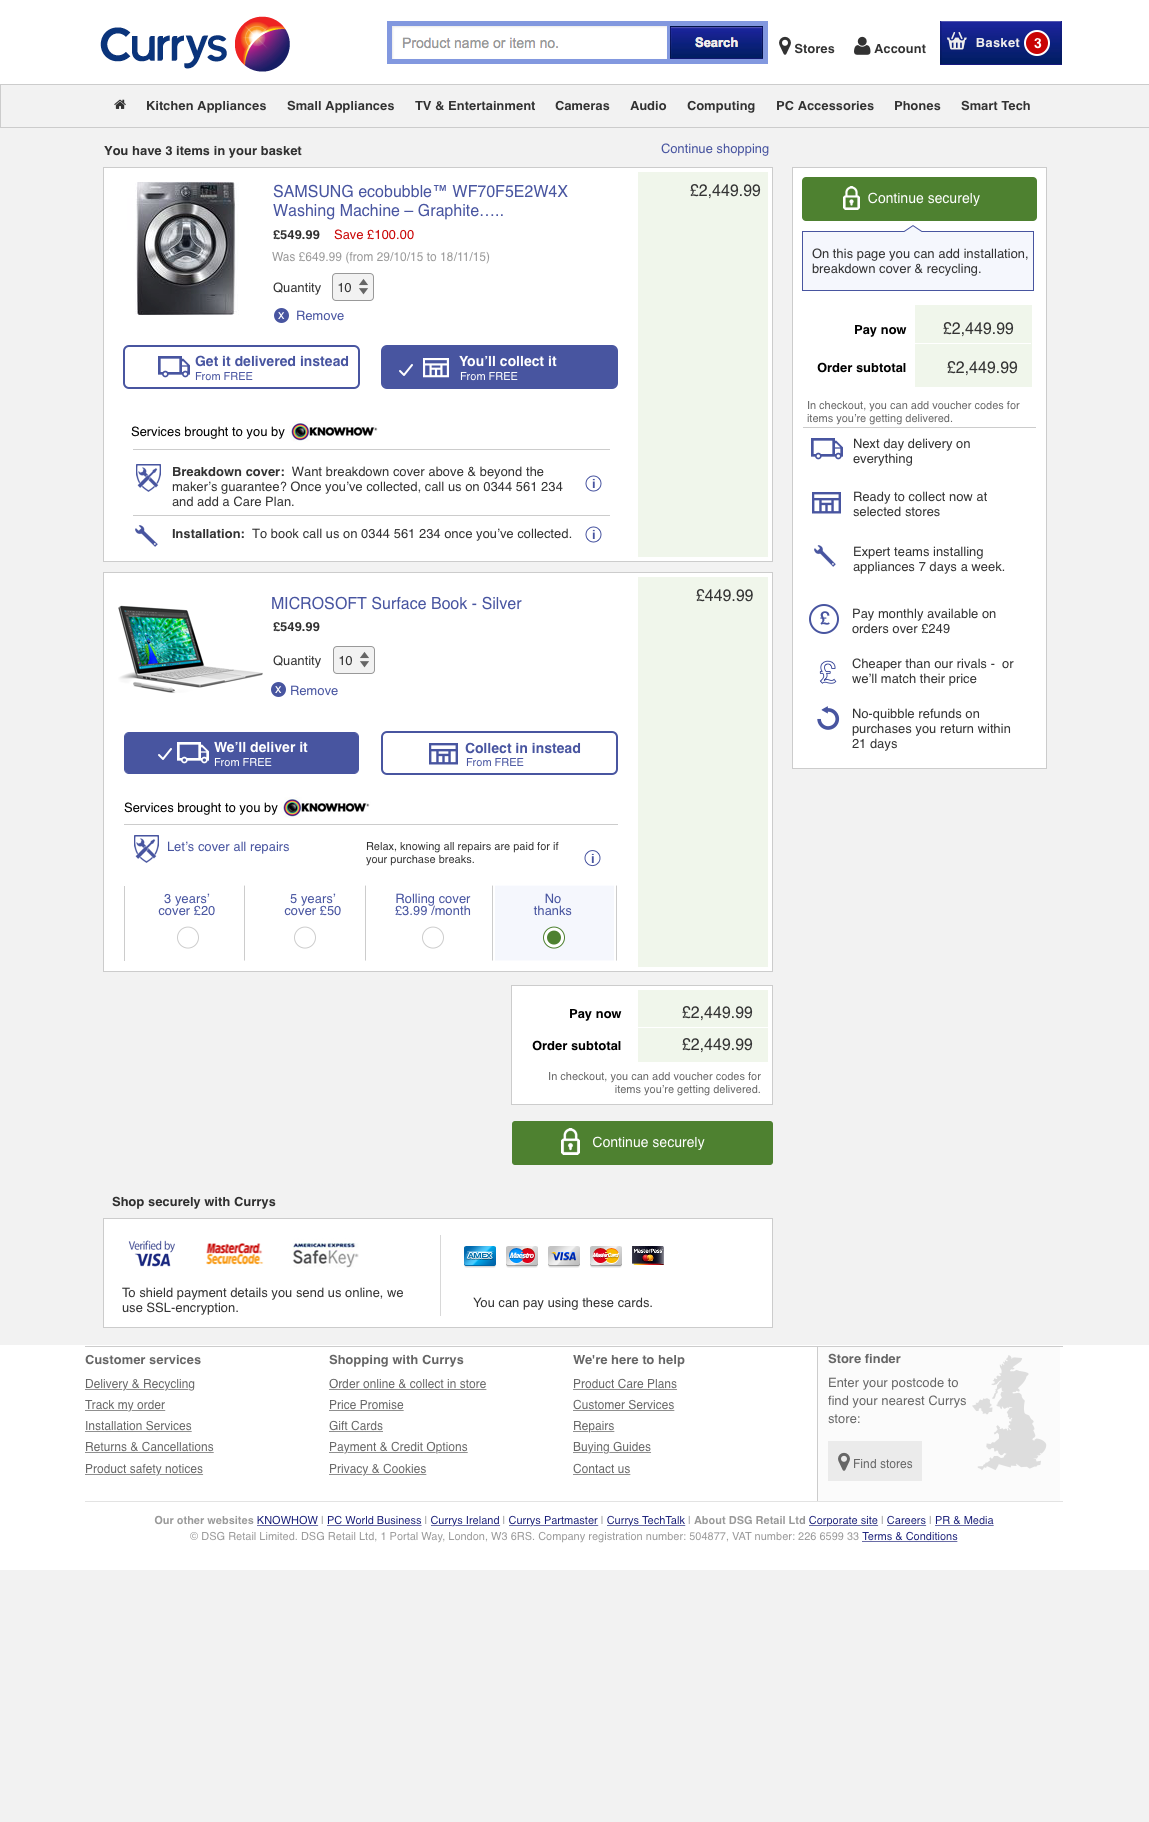 Currys
Product name or item no.
Search
Stores
Account
Basket 3
Kitchen Appliances Small Appliances TV & Entertainment Cameras Audio Computing PC Accessories Phones Smart Tech
You have 3 items in your basket
Continue shopping
SAMSUNG ecobubble™ WF70F5E2W4X
Washing Machine – Graphite…..
£2,449.99
£549.99 Save £100.00
Was £649.99 (from 29/10/15 to 18/11/15)
Quantity 10
x Remove
Get it delivered instead
From FREE
You’ll collect it
From FREE
Services brought to you by KNOWHOW
Breakdown cover: Want breakdown cover above & beyond the
maker’s guarantee? Once you’ve collected, call us on 0344 561 234
and add a Care Plan.
Installation: To book call us on 0344 561 234 once you’ve collected.
MICROSOFT Surface Book - Silver
£449.99
£549.99
Quantity 10
x Remove
We’ll deliver it
From FREE
Collect in instead
From FREE
Services brought to you by KNOWHOW
Let’s cover all repairs
Relax, knowing all repairs are paid for if
your purchase breaks.
3 years’
cover £20
5 years’
cover £50
Rolling cover
£3.99 /month
No
thanks
Pay now £2,449.99
Order subtotal £2,449.99
In checkout, you can add voucher codes for
items you’re getting delivered.
Continue securely
Continue securely
On this page you can add installation,
breakdown cover & recycling.
Pay now £2,449.99
Order subtotal £2,449.99
In checkout, you can add voucher codes for
items you’re getting delivered.
Next day delivery on
everything
Ready to collect now at
selected stores
Expert teams installing
appliances 7 days a week.
£
Pay monthly available on
orders over £249
£
Cheaper than our rivals - or
we’ll match their price
No-quibble refunds on
purchases you return within
21 days
Shop securely with Currys
Verified by
VISA
MasterCard.
SecureCode.
AMERICAN EXPRESS
SafeKey
To shield payment details you send us online, we
use SSL-encryption.
AMEX Maestro VISA MasterCard MasterPass
You can pay using these cards.
Customer services
Delivery & Recycling
Track my order
Installation Services
Returns & Cancellations
Product safety notices
Shopping with Currys
Order online & collect in store
Price Promise
Gift Cards
Payment & Credit Options
Privacy & Cookies
We're here to help
Product Care Plans
Customer Services
Repairs
Buying Guides
Contact us
Store finder
Enter your postcode to
find your nearest Currys
store:
Find stores
Our other websites KNOWHOW | PC World Business | Currys Ireland | Currys Partmaster | Currys TechTalk | About DSG Retail Ltd Corporate site | Careers | PR & Media
© DSG Retail Limited. DSG Retail Ltd, 1 Portal Way, London, W3 6RS. Company registration number: 504877, VAT number: 226 6599 33 Terms & Conditions